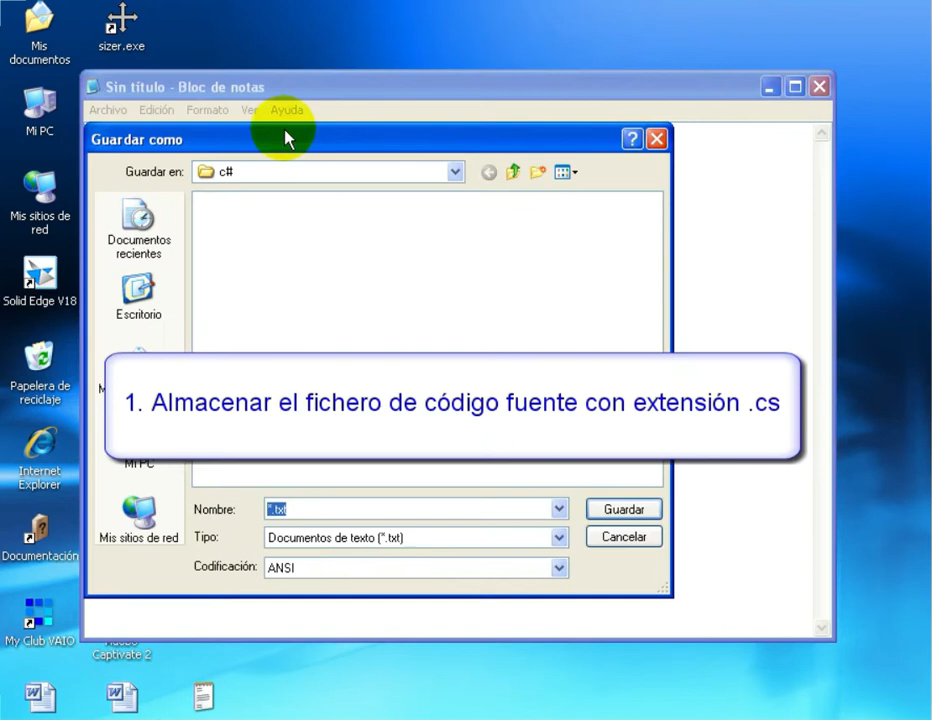 Mis
documentos
sizer.exe
Mi PC
Mis sitios de
red
Solid Edge V18
Papelera de
reciclaje
Internet
Explorer
Documentación
My Club VAIO
Captivate 2
Sin título - Bloc de notas
Archivo Edición Formato Ver Ayuda
Guardar como
Guardar en: c#
Documentos
recientes
Escritorio
1. Almacenar el fichero de código fuente con extensión .cs
Mi PC
Mis sitios de red
Nombre: *.txt Guardar
Tipo: Documentos de texto (*.txt) Cancelar
Codificación: ANSI